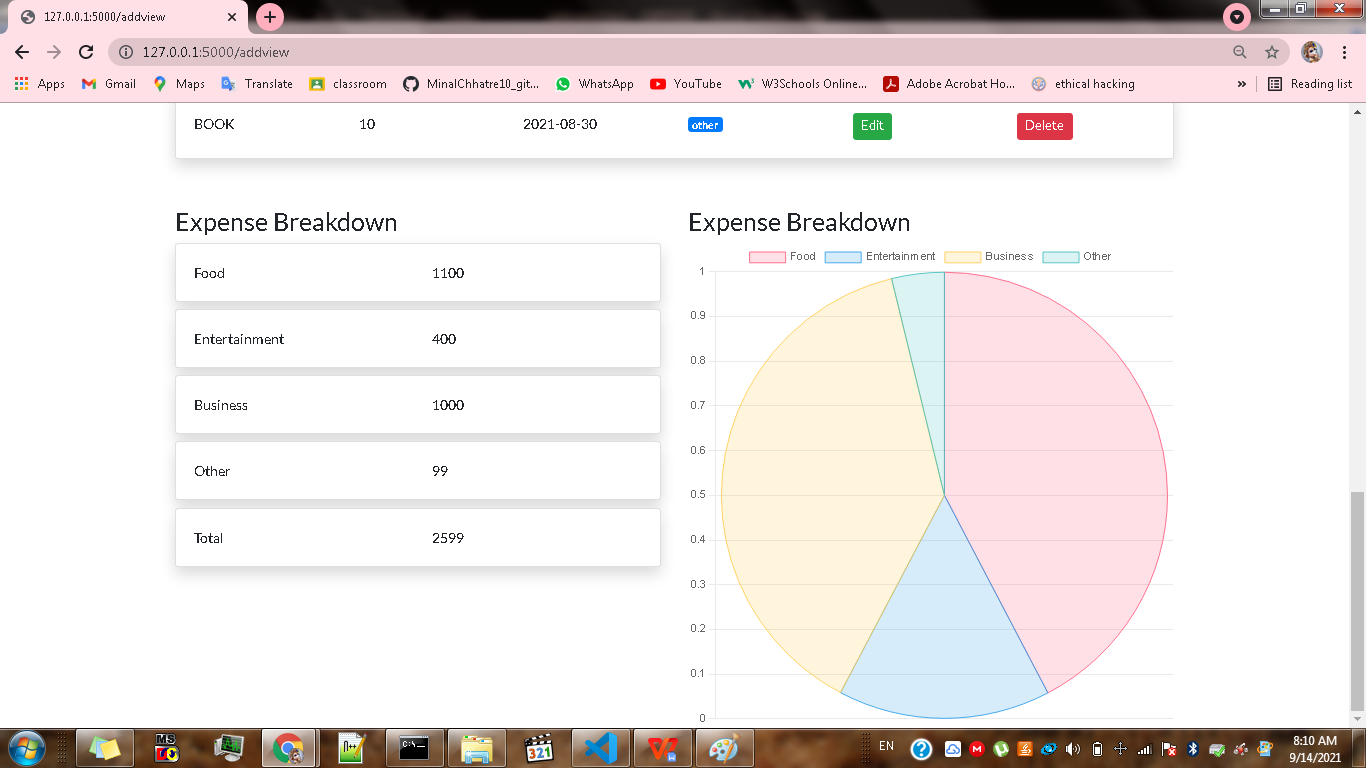 127.0.0.1:5000/addview
127.0.0.1:5000/addview
Apps Gmail Maps Translate classroom MinalChhatre10_git... WhatsApp YouTube W3Schools Online... Adobe Acrobat Ho... ethical hacking » Reading list
BOOK 10 2021-08-30 other Edit Delete
Expense Breakdown
Food 1100
Entertainment 400
Business 1000
Other 99
Total 2599
Expense Breakdown
Food Entertainment Business Other
1
0.9
0.8
0.7
0.6
0.5
0.4
0.3
0.2
0.1
0
MS
C:\_
321
EN
8:10 AM
9/14/2021